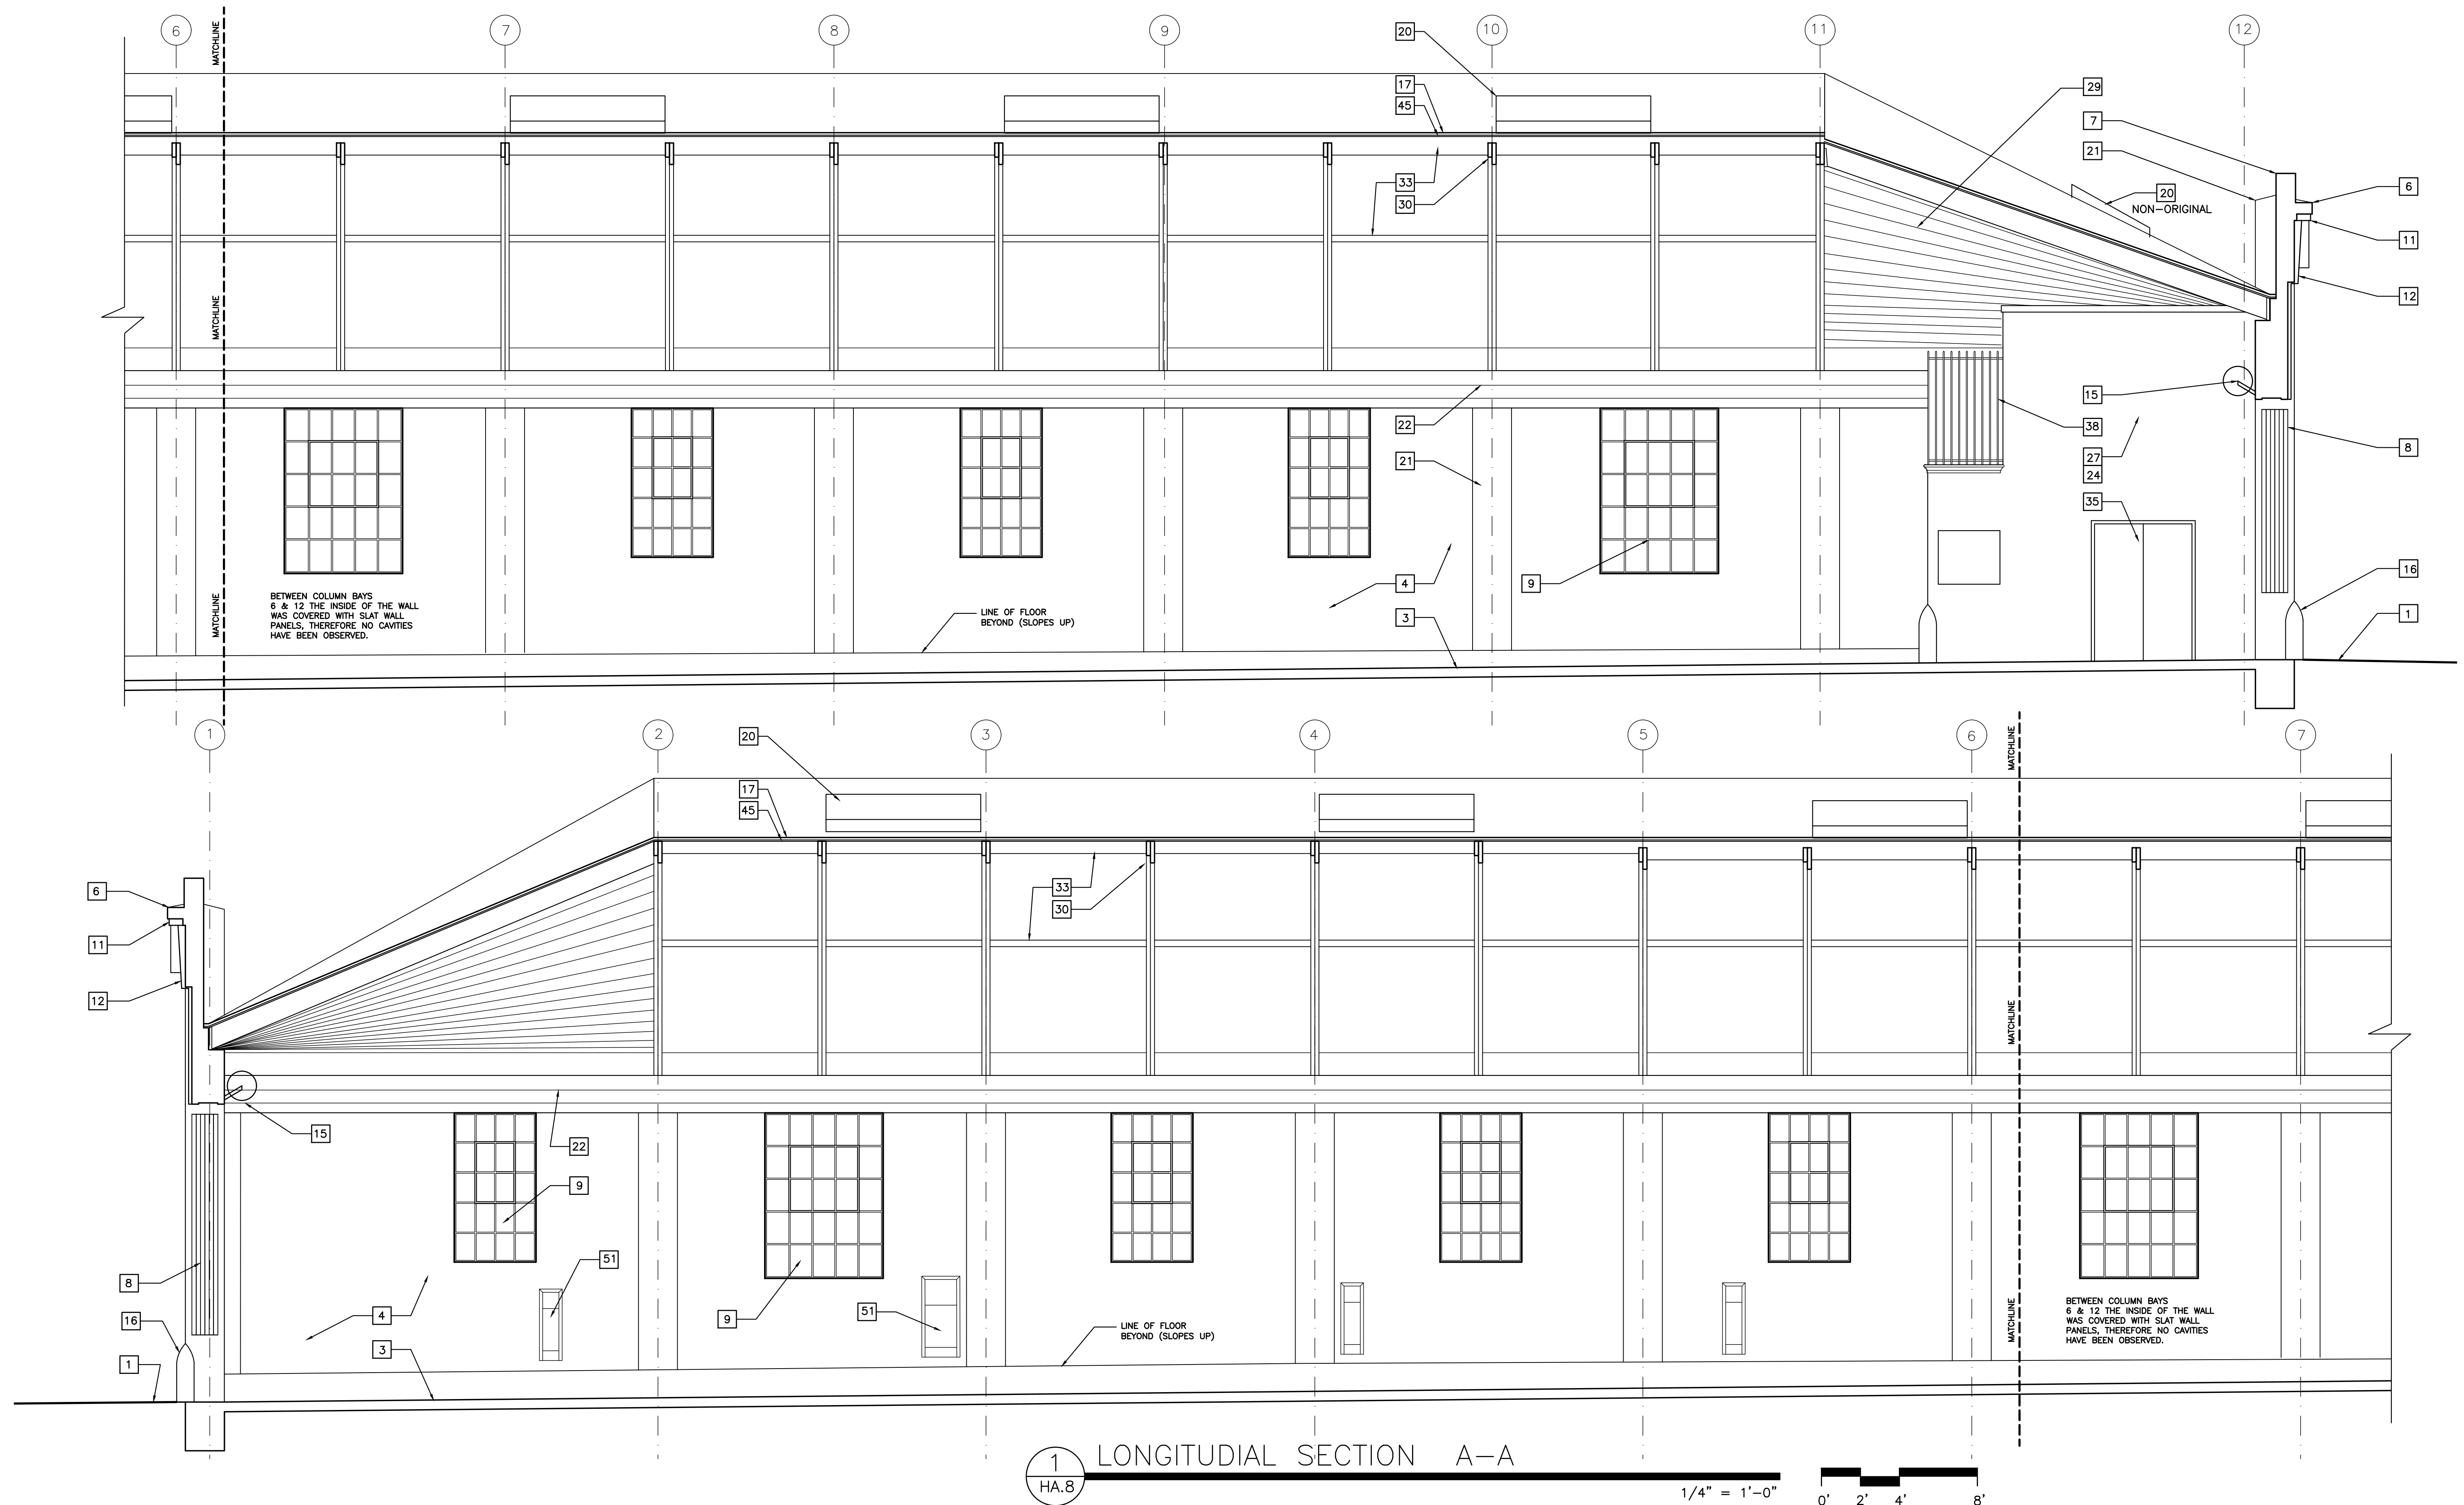 6
7
8
9
10
11
12
MATCHLINE
20
17
45
33
30
29
7
21
20
NON-ORIGINAL
6
11
12
MATCHLINE
22
21
15
38
27
24
35
8
4
9
3
16
1
MATCHLINE
BETWEEN COLUMN BAYS
6 & 12 THE INSIDE OF THE WALL
WAS COVERED WITH SLAT WALL
PANELS, THEREFORE NO CAVITIES
HAVE BEEN OBSERVED.
LINE OF FLOOR
BEYOND (SLOPES UP)
1
2
3
4
5
6
7
MATCHLINE
20
17
45
33
30
6
11
12
MATCHLINE
15
22
9
51
8
4
9
51
16
3
1
LINE OF FLOOR
BEYOND (SLOPES UP)
MATCHLINE
BETWEEN COLUMN BAYS
6 & 12 THE INSIDE OF THE WALL
WAS COVERED WITH SLAT WALL
PANELS, THEREFORE NO CAVITIES
HAVE BEEN OBSERVED.
1
HA.8
LONGITUDIAL SECTION A-A
1/4" = 1'-0"
0' 2' 4' 8'